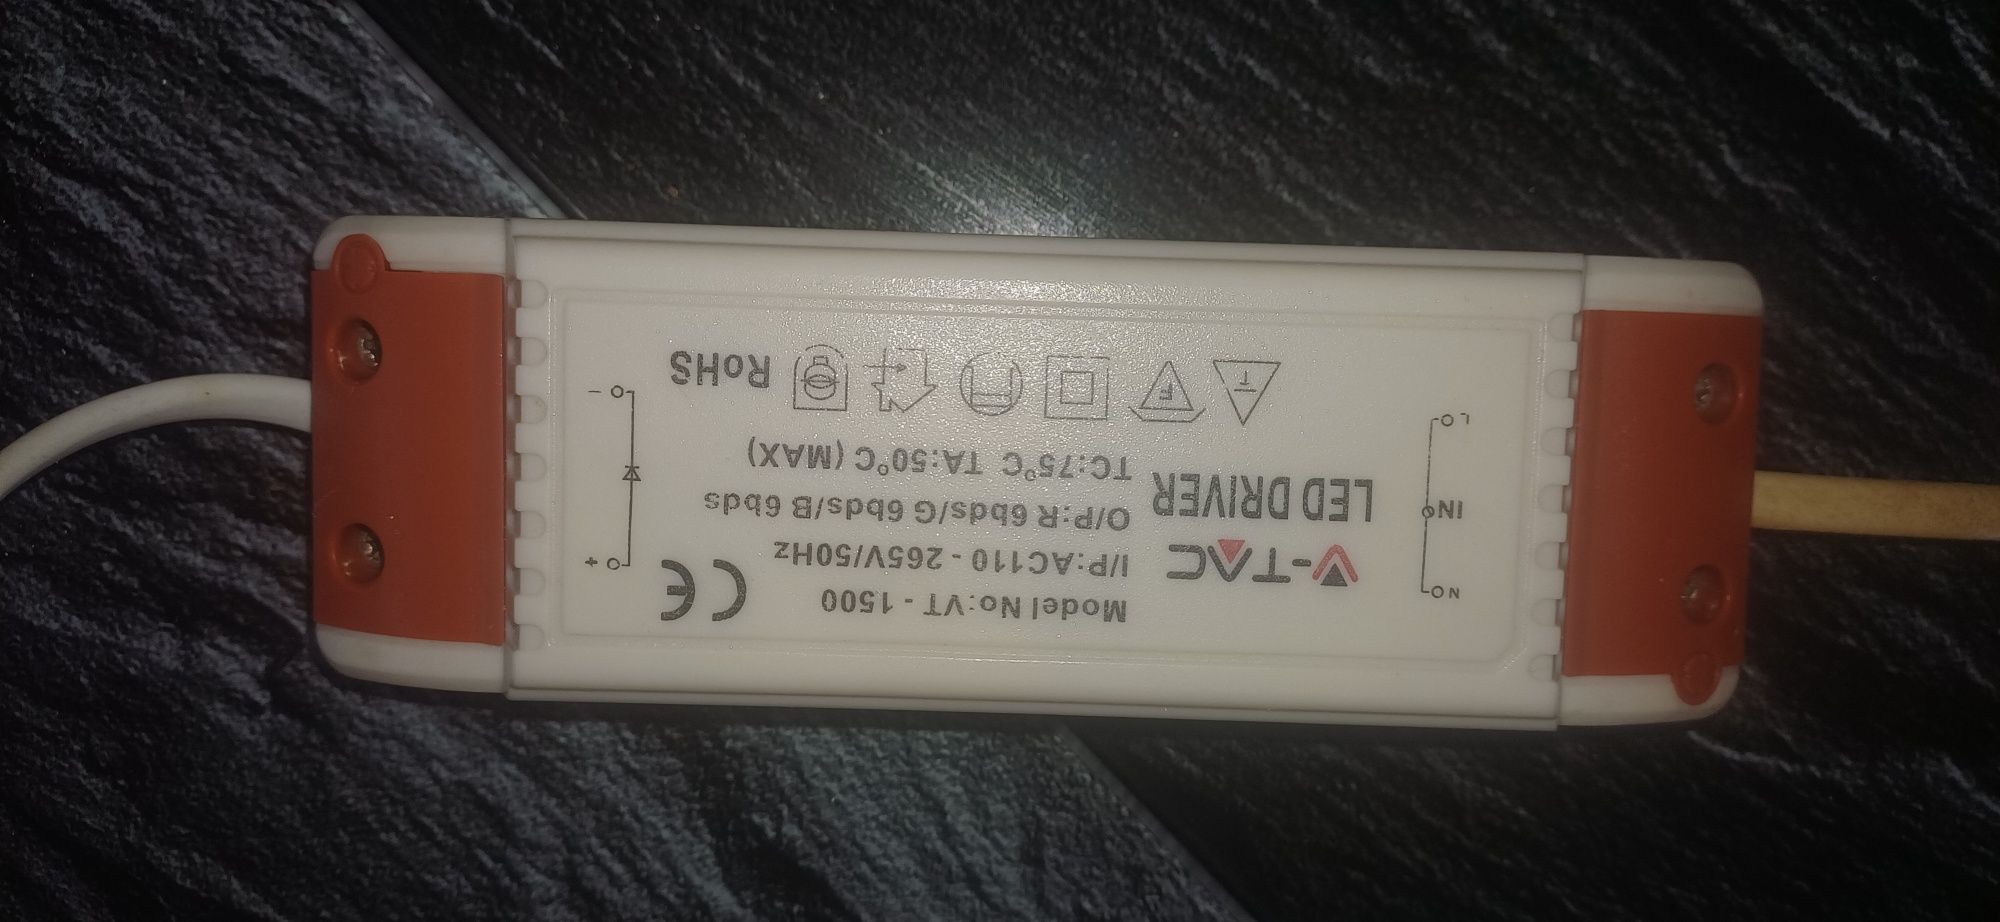 Model No:VT - 1500
I/P:AC110 - 265V/50Hz
O/P:R 6bds/G 6bds/B 6bds
TC:75°C TA:50°C (MAX)
CE
V-TAC
LED DRIVER
T
F
RoHS
N
IN
L
+
-